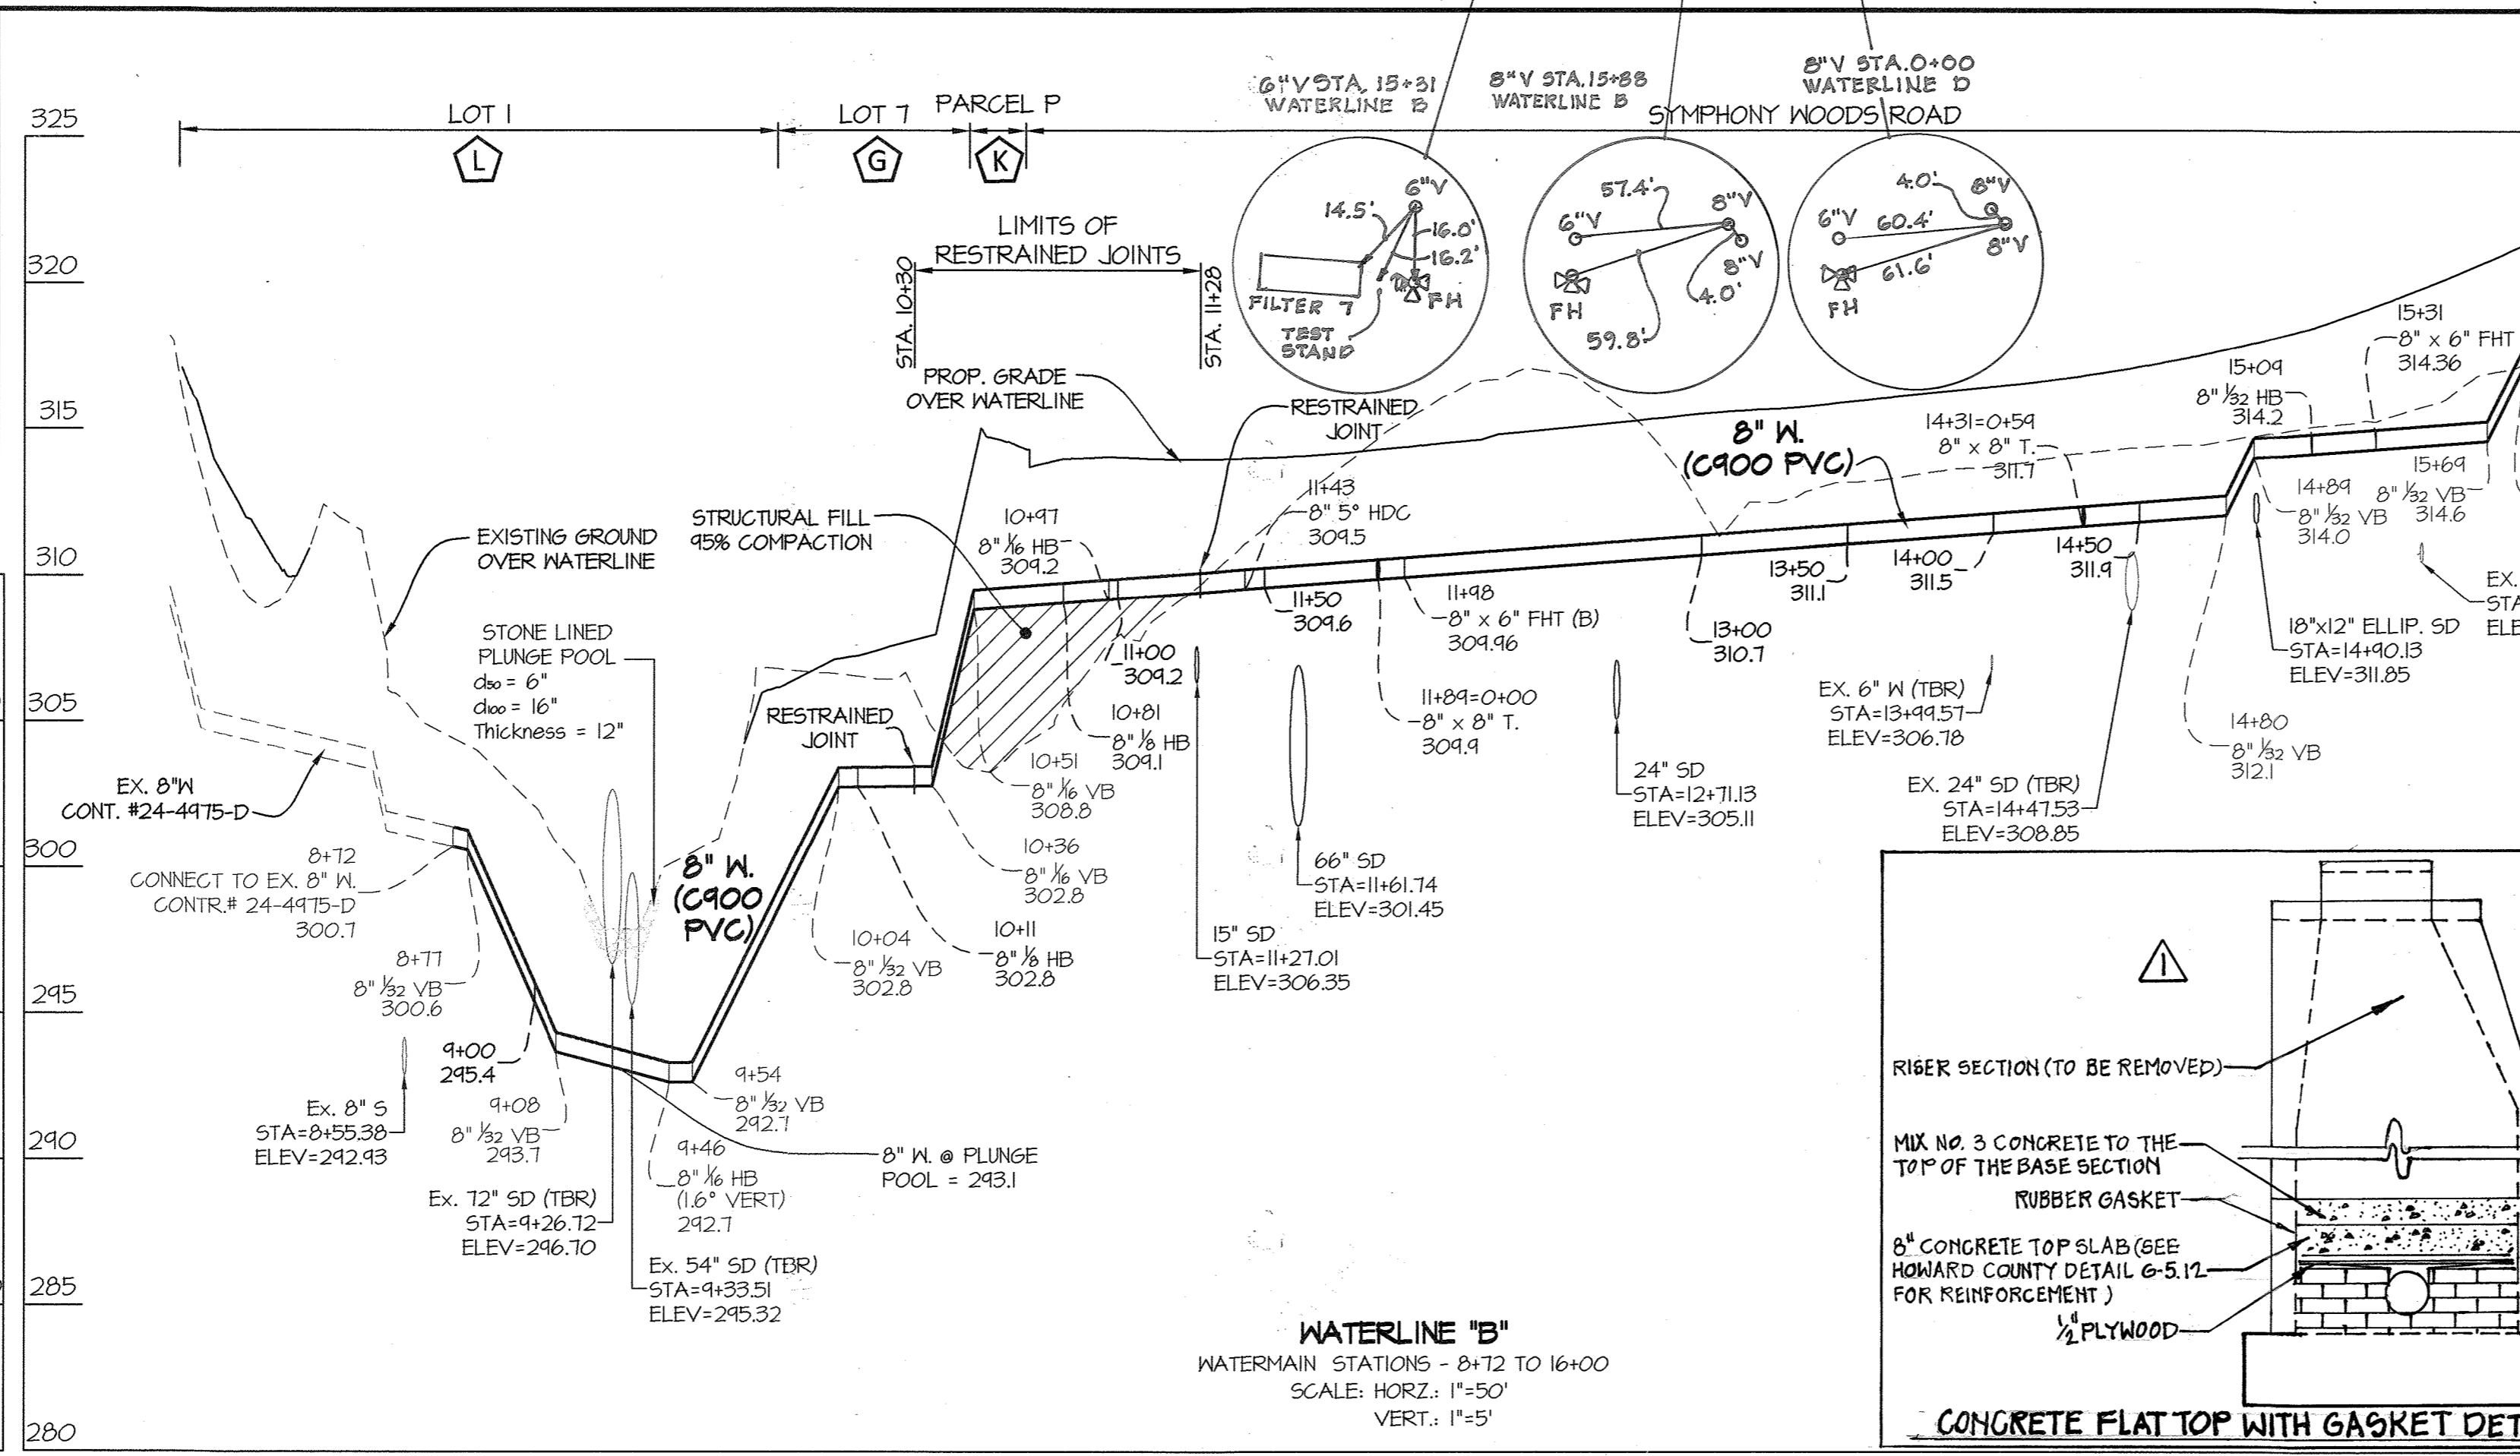 6"V STA. 15+31
WATERLINE B
8"V STA. 15+88
WATERLINE B
8"V STA. 0+00
WATERLINE D
SYMPHONY WOODS ROAD
LOT 1
LOT 7
PARCEL P
L
G
K
325
320
315
310
305
300
295
290
285
280
LIMITS OF
RESTRAINED JOINTS
STA. 10+30
STA. 11+28
6"V
14.5'
16.0'
16.2'
FILTER 7
FH
TEST
STAND
57.4'
6"V
8"V
8"V
4.0'
FH
59.8'
4.0'
8"V
6"V
60.4'
8"V
61.6'
FH
PROP. GRADE
OVER WATERLINE
RESTRAINED
JOINT
8" W.
(C900 PVC)
14+31=0+59
8" x 8" T.
311.7
15+09
8" 1/32 HB
314.2
15+31
8" x 6" FHT
314.36
14+89
8" 1/32 VB
314.0
15+69
8" 1/32 VB
314.6
EXISTING GROUND
OVER WATERLINE
STRUCTURAL FILL
95% COMPACTION
10+97
8" 1/16 HB
309.2
11+43
8" 5° HDC
309.5
11+50
309.6
11+98
8" x 6" FHT (B)
309.96
13+50
311.1
14+00
311.5
14+50
311.9
13+00
310.7
EX.
STA
ELE
18"x12" ELLIP. SD
STA=14+90.13
ELEV=311.85
STONE LINED
PLUNGE POOL
d50 = 6"
d100 = 16"
Thickness = 12"
11+00
309.2
RESTRAINED
JOINT
10+81
8" 1/8 HB
309.1
11+89=0+00
8" x 8" T.
309.9
EX. 6" W (TBR)
STA=13+99.57
ELEV=306.78
14+80
8" 1/32 VB
312.1
EX. 8"W
CONT. #24-4975-D
10+51
8" 1/16 VB
308.8
24" SD
STA=12+71.13
ELEV=305.11
EX. 24" SD (TBR)
STA=14+47.53
ELEV=308.85
8+72
CONNECT TO EX. 8" W.
CONTR.# 24-4975-D
300.7
8" W.
(C900
PVC)
10+36
8" 1/16 VB
302.8
66" SD
STA=11+61.74
ELEV=301.45
8+77
8" 1/32 VB
300.6
10+04
8" 1/32 VB
302.8
10+11
8" 1/8 HB
302.8
15" SD
STA=11+27.01
ELEV=306.35
9+00
295.4
Ex. 8" S
STA=8+55.38
ELEV=292.93
9+08
8" 1/32 VB
293.7
9+54
8" 1/32 VB
292.7
9+46
8" 1/16 HB
(1.6° VERT)
292.7
8" W. @ PLUNGE
POOL = 293.1
Ex. 72" SD (TBR)
STA=9+26.72
ELEV=296.70
Ex. 54" SD (TBR)
STA=9+33.51
ELEV=295.32
WATERLINE "B"
WATERMAIN STATIONS - 8+72 TO 16+00
SCALE: HORZ.: 1"=50'
VERT.: 1"=5'
1
RISER SECTION (TO BE REMOVED)
MIX NO. 3 CONCRETE TO THE
TOP OF THE BASE SECTION
RUBBER GASKET
8" CONCRETE TOP SLAB (SEE
HOWARD COUNTY DETAIL G-5.12
FOR REINFORCEMENT)
1/2" PLYWOOD
CONCRETE FLAT TOP WITH GASKET DET